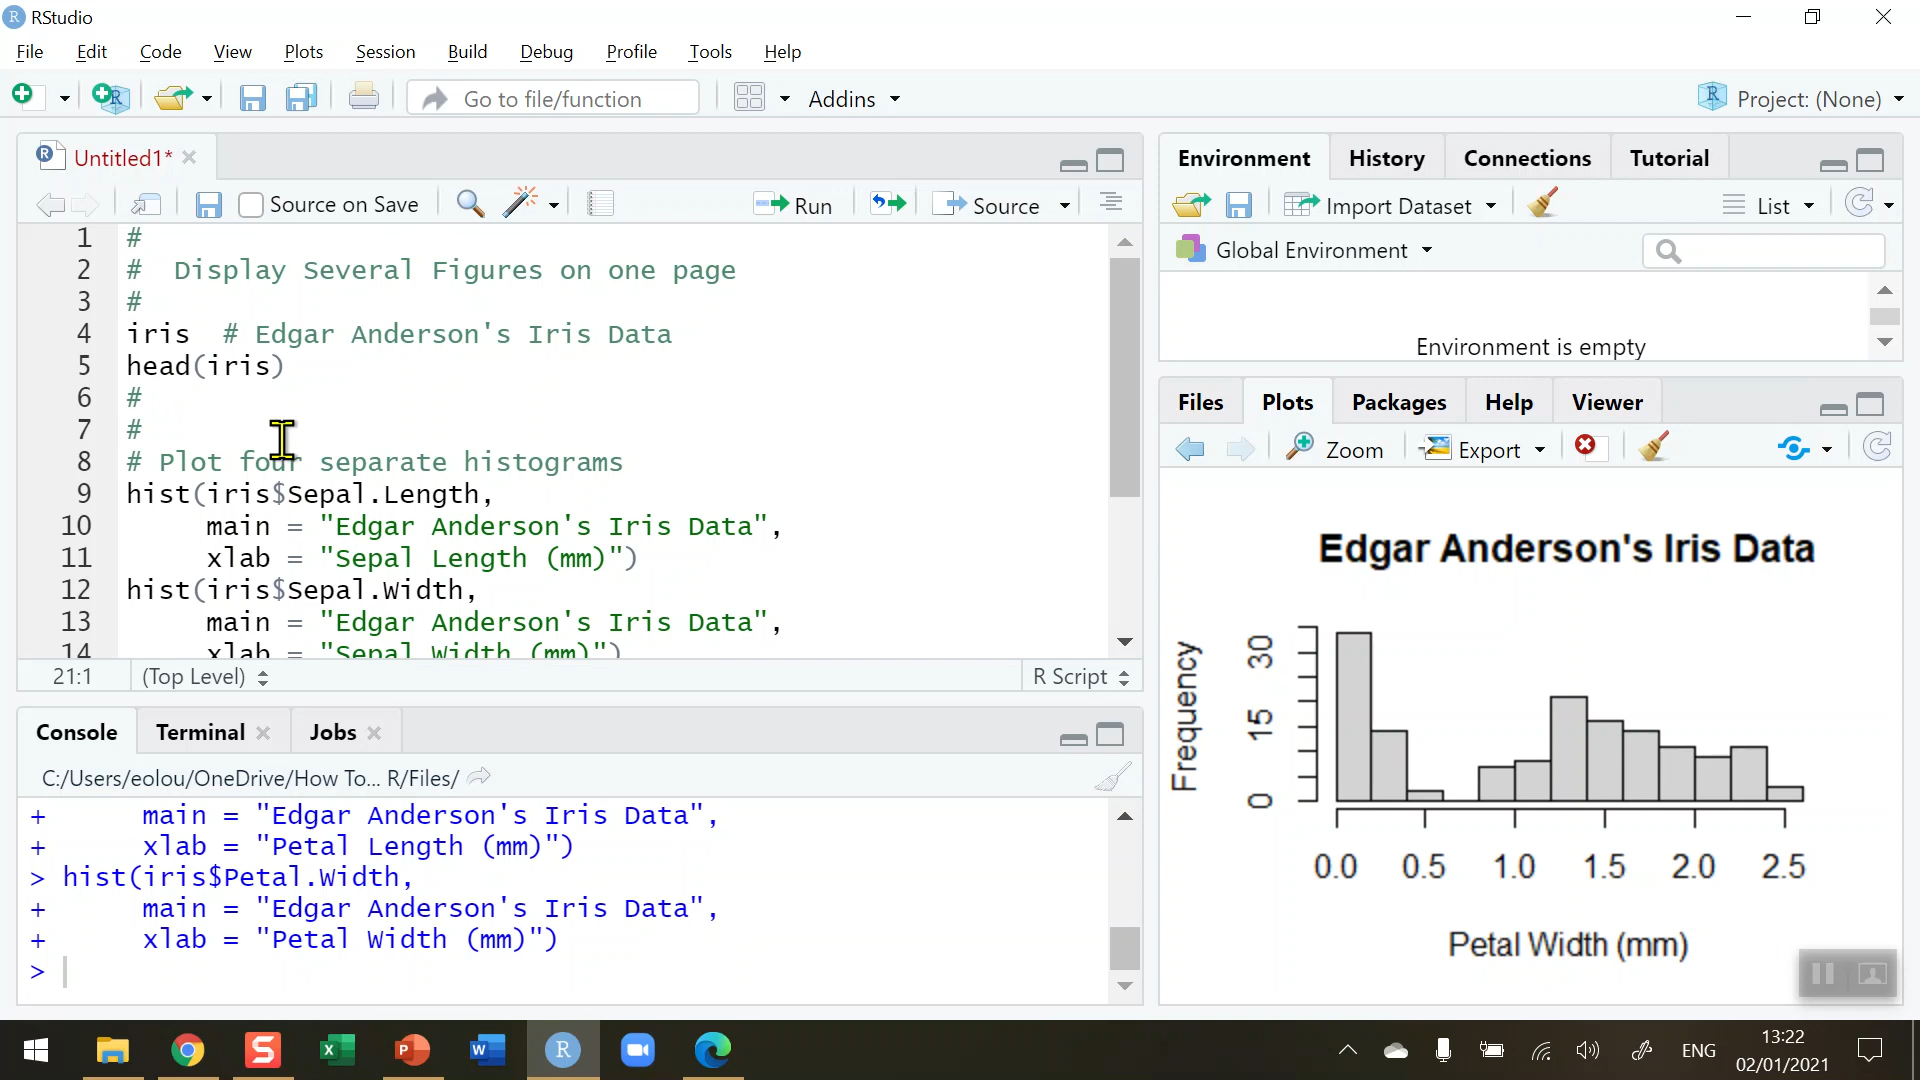 RStudio
File Edit Code View Plots Session Build Debug Profile Tools Help
Go to file/function Addins Project: (None)
Untitled1*
Source on Save Run Source
1 #
2 #  Display Several Figures on one page
3 #
4 iris  # Edgar Anderson's Iris Data
5 head(iris)
6 #
7 #
8 # Plot four separate histograms
9 hist(iris$Sepal.Length,
10 main = "Edgar Anderson's Iris Data",
11 xlab = "Sepal Length (mm)")
12 hist(iris$Sepal.Width,
13 main = "Edgar Anderson's Iris Data",
14 xlab = "Sepal Width (mm)")
21:1 (Top Level) R Script
Console Terminal Jobs
C:/Users/eolou/OneDrive/How To... R/Files/
+ main = "Edgar Anderson's Iris Data",
+ xlab = "Petal Length (mm)")
> hist(iris$Petal.Width,
+ main = "Edgar Anderson's Iris Data",
+ xlab = "Petal Width (mm)")
>
Environment History Connections Tutorial
Import Dataset List
Global Environment
Environment is empty
Files Plots Packages Help Viewer
Zoom Export
Edgar Anderson's Iris Data
Frequency
30
15
0
0.0 0.5 1.0 1.5 2.0 2.5
Petal Width (mm)
ENG
13:22
02/01/2021